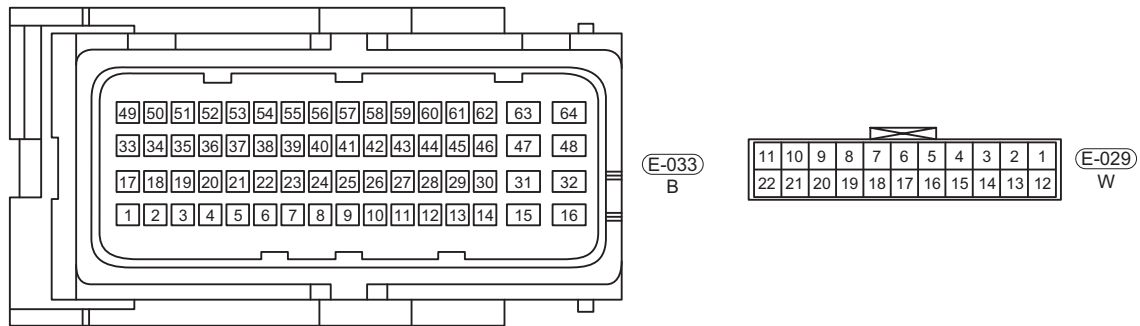 49 50 51 52 53 54 55 56 57 58 59 60 61 62 63 64
33 34 35 36 37 38 39 40 41 42 43 44 45 46 47 48
17 18 19 20 21 22 23 24 25 26 27 28 29 30 31 32
1 2 3 4 5 6 7 8 9 10 11 12 13 14 15 16
E-033
B
11 10 9 8 7 6 5 4 3 2 1
22 21 20 19 18 17 16 15 14 13 12
E-029
W